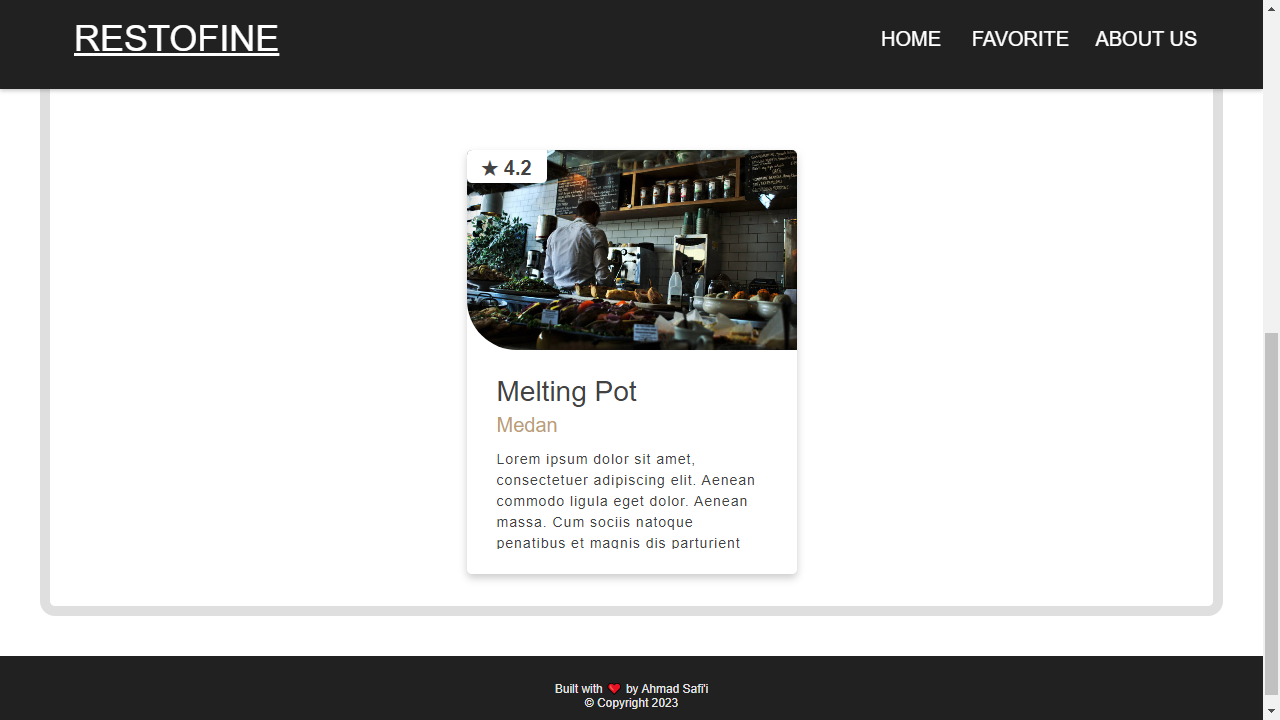 RESTOFINE
HOME FAVORITE ABOUT US
★ 4.2
Melting Pot
Medan
Lorem ipsum dolor sit amet,
consectetuer adipiscing elit. Aenean
commodo ligula eget dolor. Aenean
massa. Cum sociis natoque
penatibus et magnis dis parturient
Built with ❤ by Ahmad Safi'i
© Copyright 2023